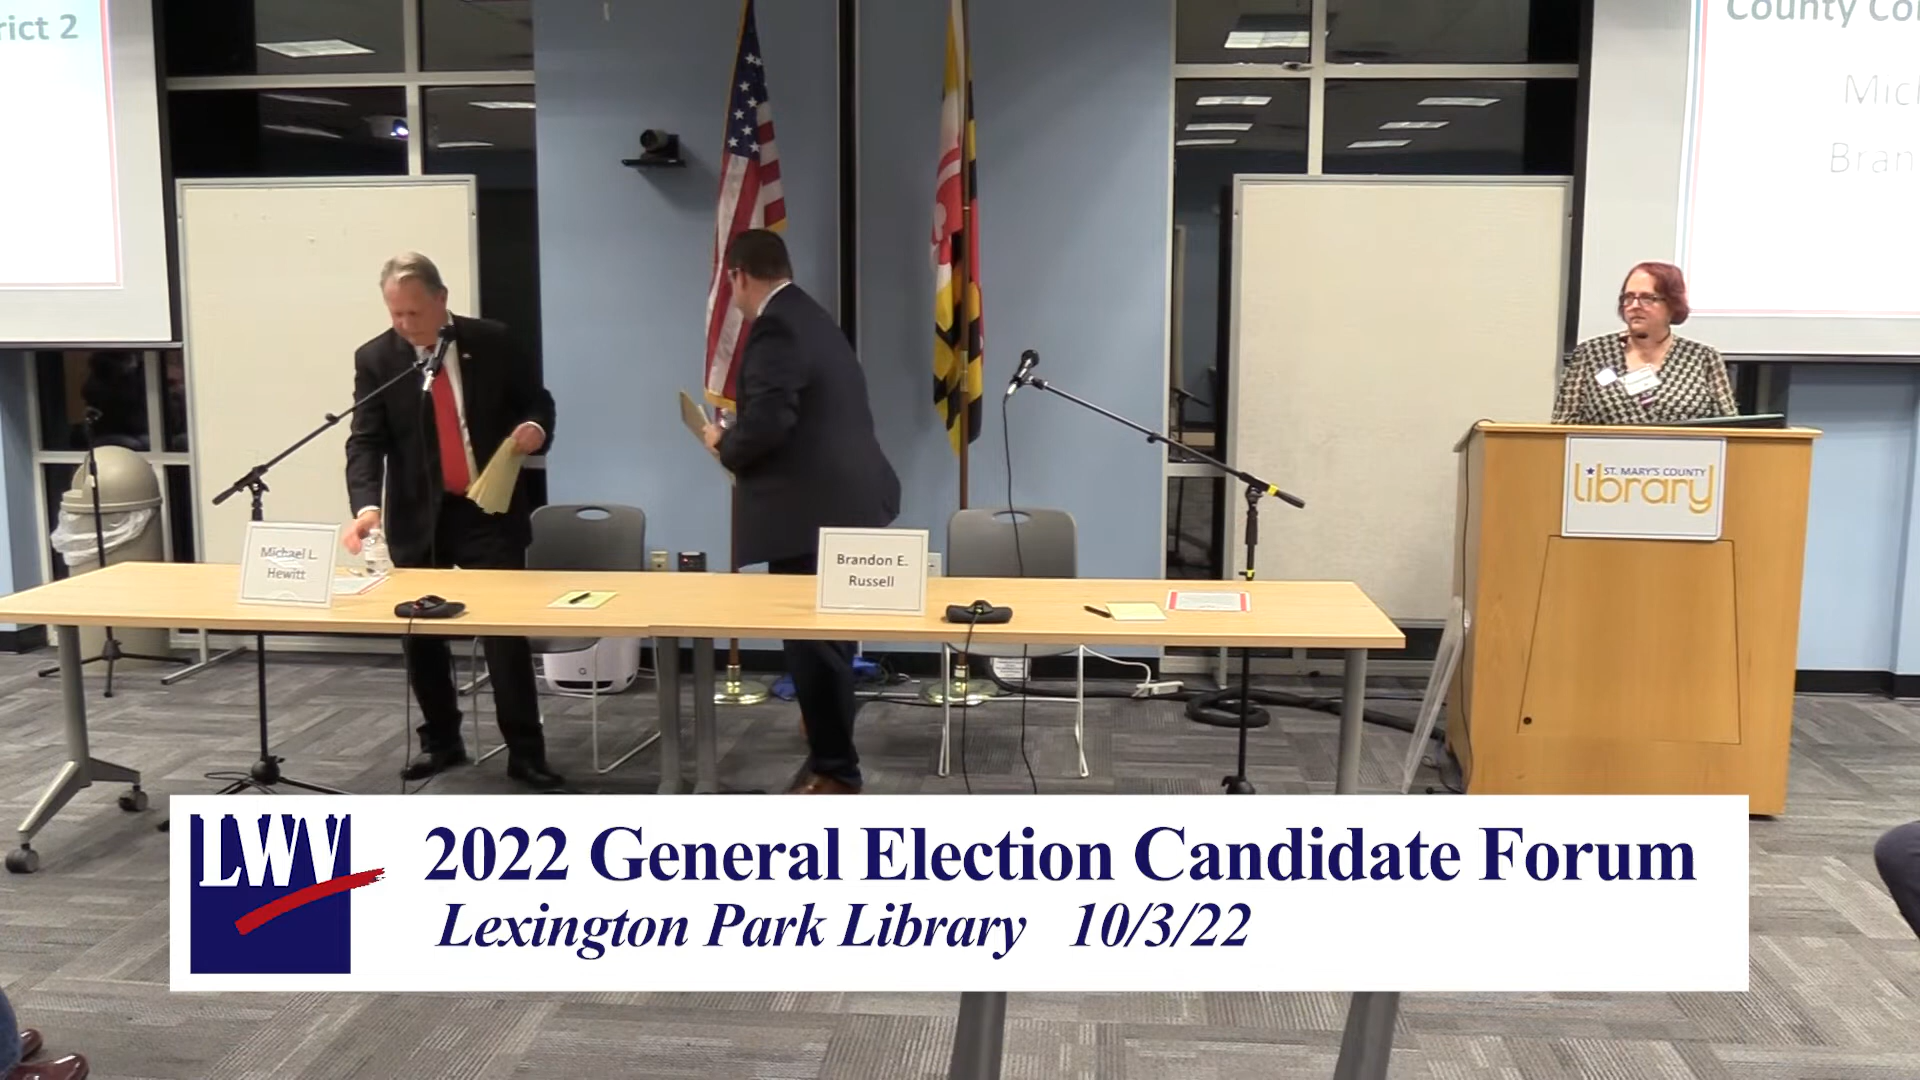 rict 2
County Co
Mic
Bran
ST. MARY'S COUNTY
library
Michael L.
Hewitt
Brandon E.
Russell
LWV
2022 General Election Candidate Forum
Lexington Park Library 10/3/22